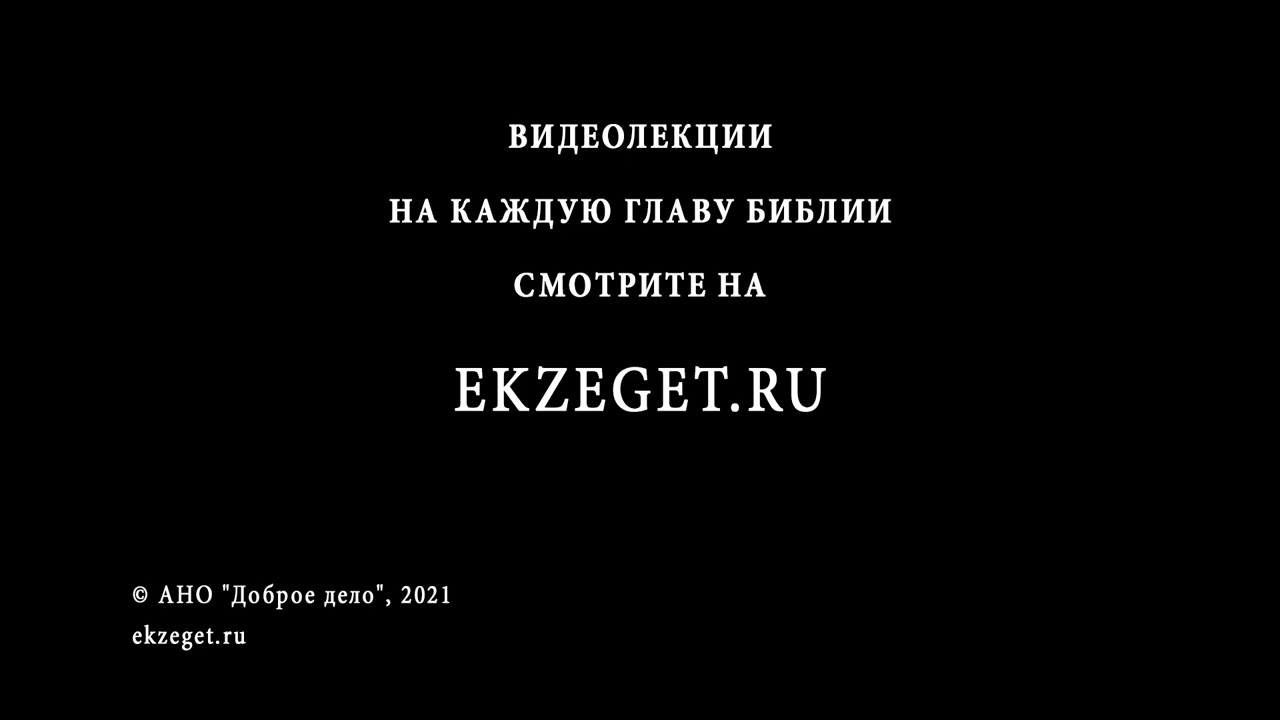 ВИДЕОЛЕКЦИИ
НА КАЖДУЮ ГЛАВУ БИБЛИИ
СМОТРИТЕ НА
EKZEGET.RU
© АНО "Доброе дело", 2021
ekzeget.ru